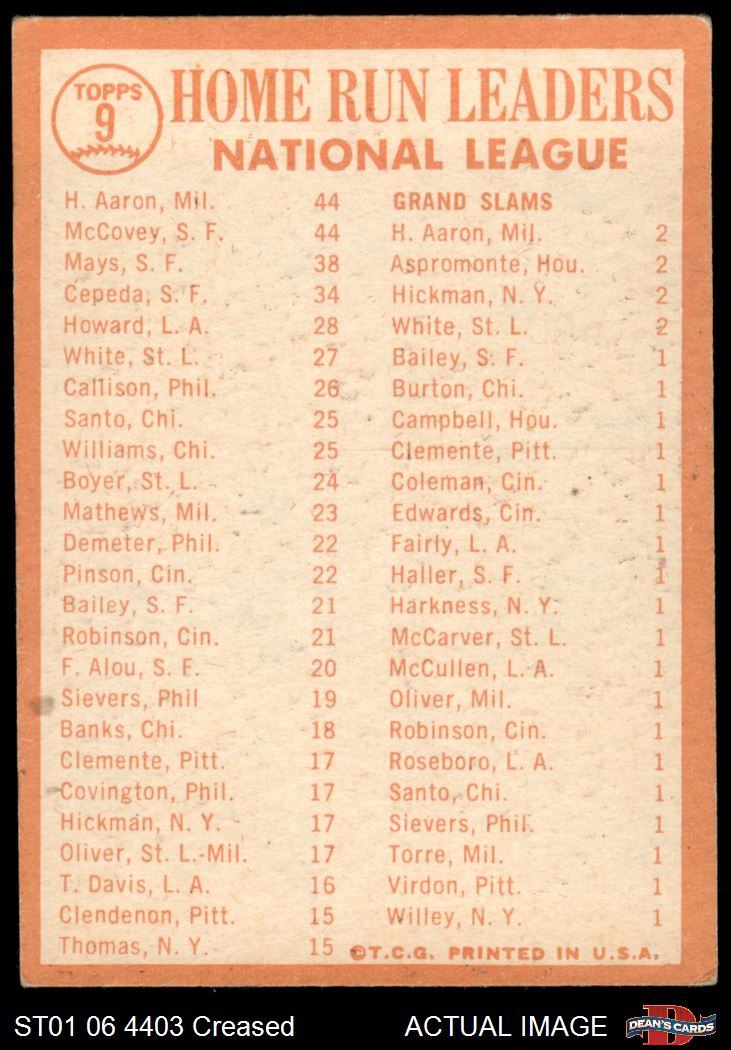 TOPPS
9
HOME RUN LEADERS
NATIONAL LEAGUE
H. Aaron, Mil. 44
McCovey, S. F. 44
Mays, S. F. 38
Cepeda, S. F. 34
Howard, L. A. 28
White, St. L. 27
Callison, Phil. 26
Santo, Chi. 25
Williams, Chi. 25
Boyer, St. L. 24
Mathews, Mil. 23
Demeter, Phil. 22
Pinson, Cin. 22
Bailey, S. F. 21
Robinson, Cin. 21
F. Alou, S. F. 20
Sievers, Phil 19
Banks, Chi. 18
Clemente, Pitt. 17
Covington, Phil. 17
Hickman, N. Y. 17
Oliver, St. L.-Mil. 17
T. Davis, L. A. 16
Clendenon, Pitt. 15
Thomas, N. Y. 15
GRAND SLAMS
H. Aaron, Mil. 2
Aspromonte, Hou. 2
Hickman, N. Y. 2
White, St. L. 2
Bailey, S. F. 1
Burton, Chi. 1
Campbell, Hou. 1
Clemente, Pitt. 1
Coleman, Cin. 1
Edwards, Cin. 1
Fairly, L. A. 1
Haller, S. F. 1
Harkness, N. Y. 1
McCarver, St. L. 1
McCullen, L. A. 1
Oliver, Mil. 1
Robinson, Cin. 1
Roseboro, L. A. 1
Santo, Chi. 1
Sievers, Phil. 1
Torre, Mil. 1
Virdon, Pitt. 1
Willey, N. Y. 1
©T.C.G. PRINTED IN U.S.A.
ST01 06 4403 Creased
ACTUAL IMAGE
DEAN'S CARDS